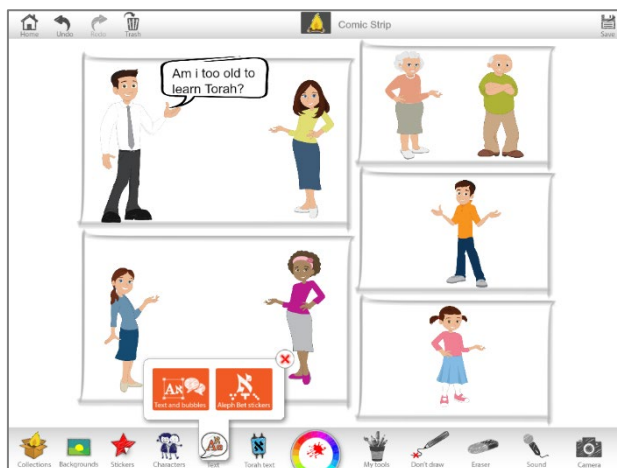 Home
Undo
Redo
Trash
Comic Strip
Save
Am i too old to
learn Torah?
Text and bubbles
Aleph Bet stickers
Collections
Backgrounds
Stickers
Characters
Text
Torah text
My tools
Don't draw
Eraser
Sound
Camera